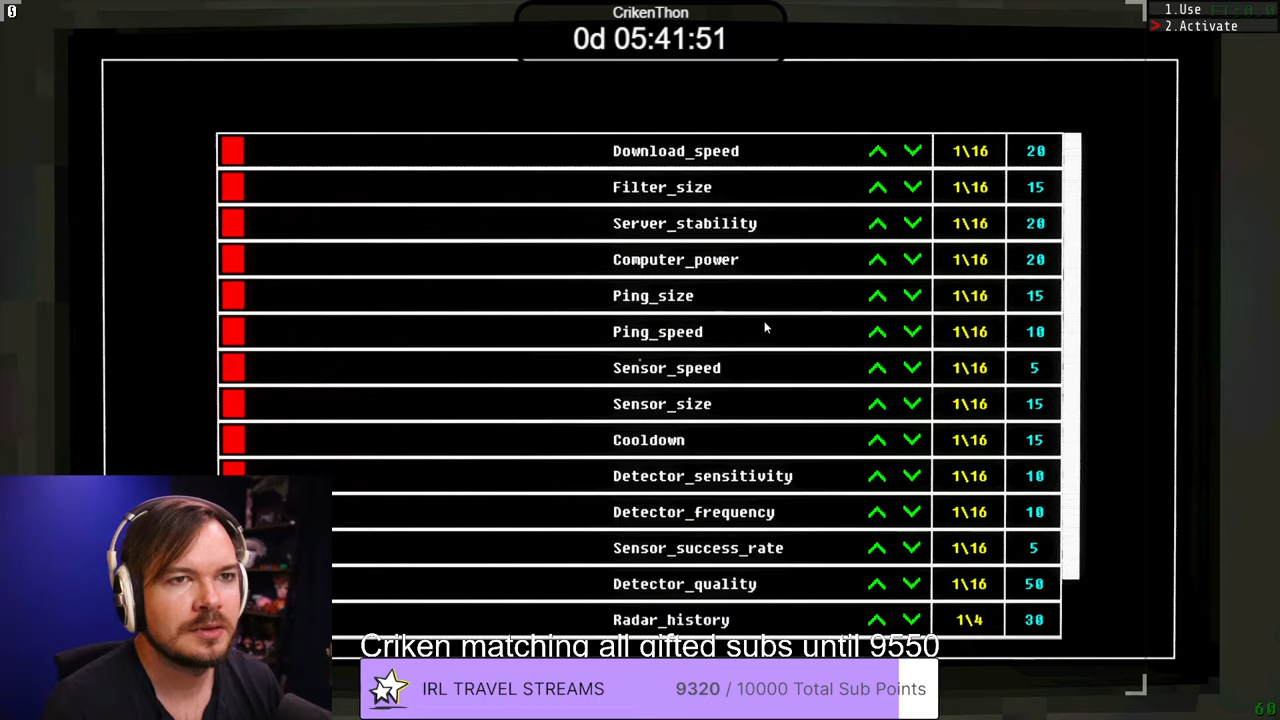 CrikenThon
0d 05:41:51
1.Use
> 2.Activate
Download_speed 1\16 20
Filter_size 1\16 15
Server_stability 1\16 20
Computer_power 1\16 20
Ping_size 1\16 15
Ping_speed 1\16 10
Sensor_speed 1\16 5
Sensor_size 1\16 15
Cooldown 1\16 15
Detector_sensitivity 1\16 10
Detector_frequency 1\16 10
Sensor_success_rate 1\16 5
Detector_quality 1\16 50
Radar_history 1\4 30
Criken matching all gifted subs until 9550
IRL TRAVEL STREAMS 9320 / 10000 Total Sub Points
60